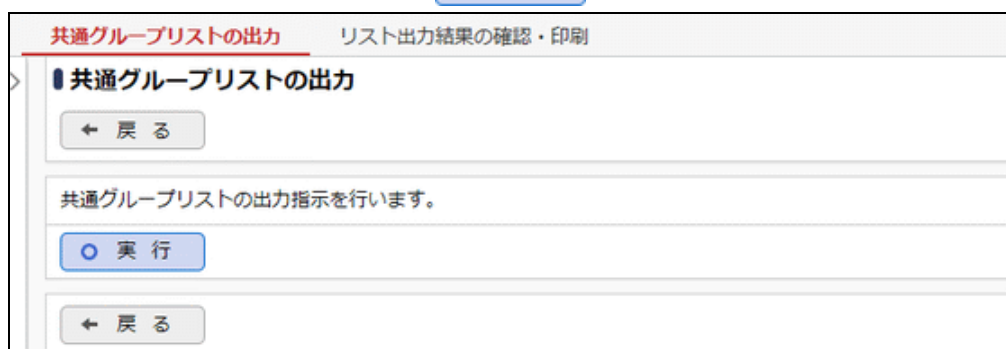 共通グループリストの出力 リスト出力結果の確認・印刷
共通グループリストの出力
← 戻 る
共通グループリストの出力指示を行います。
実 行
← 戻 る